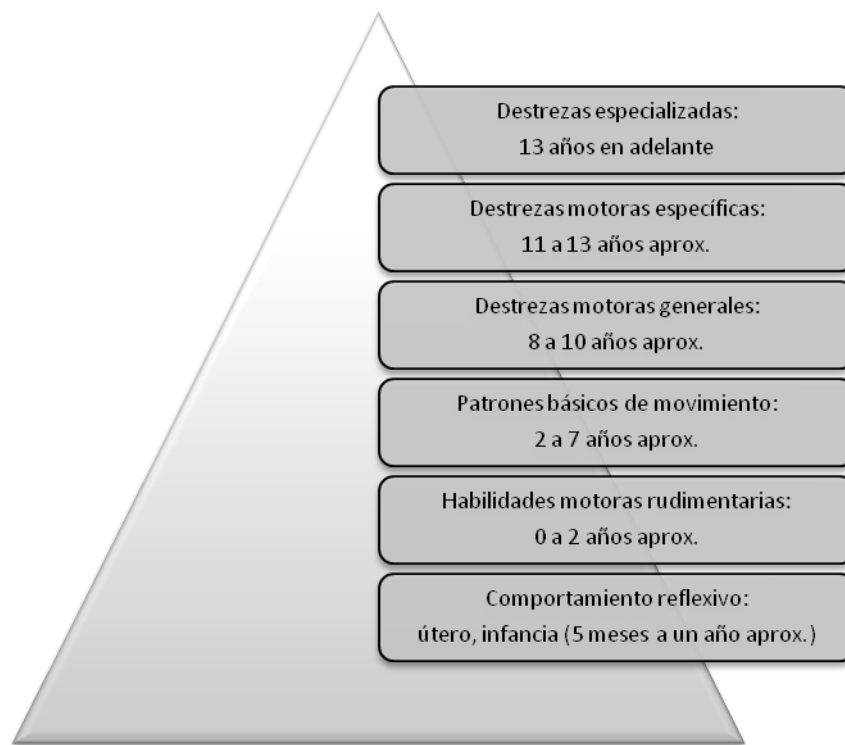 Destrezas especializadas:
13 años en adelante
Destrezas motoras específicas:
11 a 13 años aprox.
Destrezas motoras generales:
8 a 10 años aprox.
Patrones básicos de movimiento:
2 a 7 años aprox.
Habilidades motoras rudimentarias:
0 a 2 años aprox.
Comportamiento reflexivo:
útero, infancia (5 meses a un año aprox.)